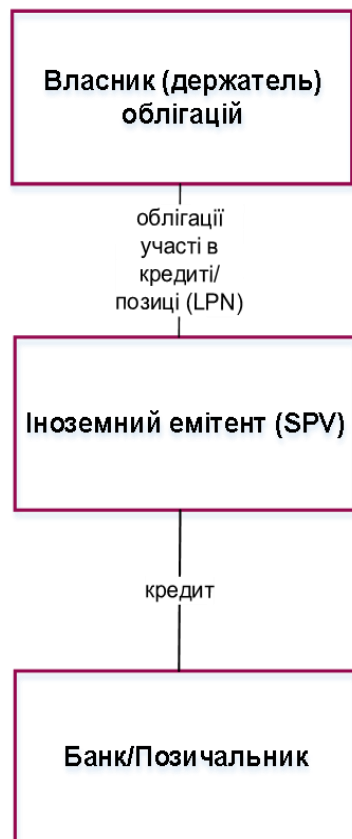 Власник (держатель)
облігацій
облігації
участі в
кредиті/
позиці (LPN)
Іноземний емітент (SPV)
кредит
Банк/Позичальник